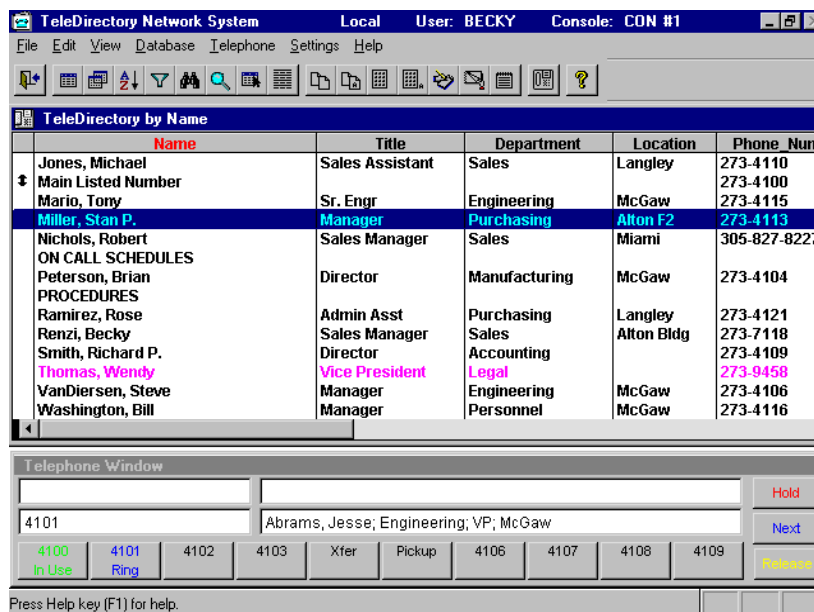 TeleDirectory Network System Local User: BECKY Console: CON #1
File Edit View Database Telephone Settings Help
TeleDirectory by Name
Name Title Department Location Phone_Nun
Jones, Michael Sales Assistant Sales Langley 273-4110
Main Listed Number 273-4100
Mario, Tony Sr. Engr Engineering McGaw 273-4115
Miller, Stan P. Manager Purchasing Alton F2 273-4113
Nichols, Robert Sales Manager Sales Miami 305-827-8227
ON CALL SCHEDULES
Peterson, Brian Director Manufacturing McGaw 273-4104
PROCEDURES
Ramirez, Rose Admin Asst Purchasing Langley 273-4121
Renzi, Becky Sales Manager Sales Alton Bldg 273-7118
Smith, Richard P. Director Accounting 273-4109
Thomas, Wendy Vice President Legal 273-9458
VanDiersen, Steve Manager Engineering McGaw 273-4106
Washington, Bill Manager Personnel McGaw 273-4116
Telephone Window
Hold
4101 Abrams, Jesse; Engineering; VP; McGaw
Next
4100 4101 4102 4103 Xfer Pickup 4106 4107 4108 4109
In Use Ring Release
Press Help key (F1) for help.